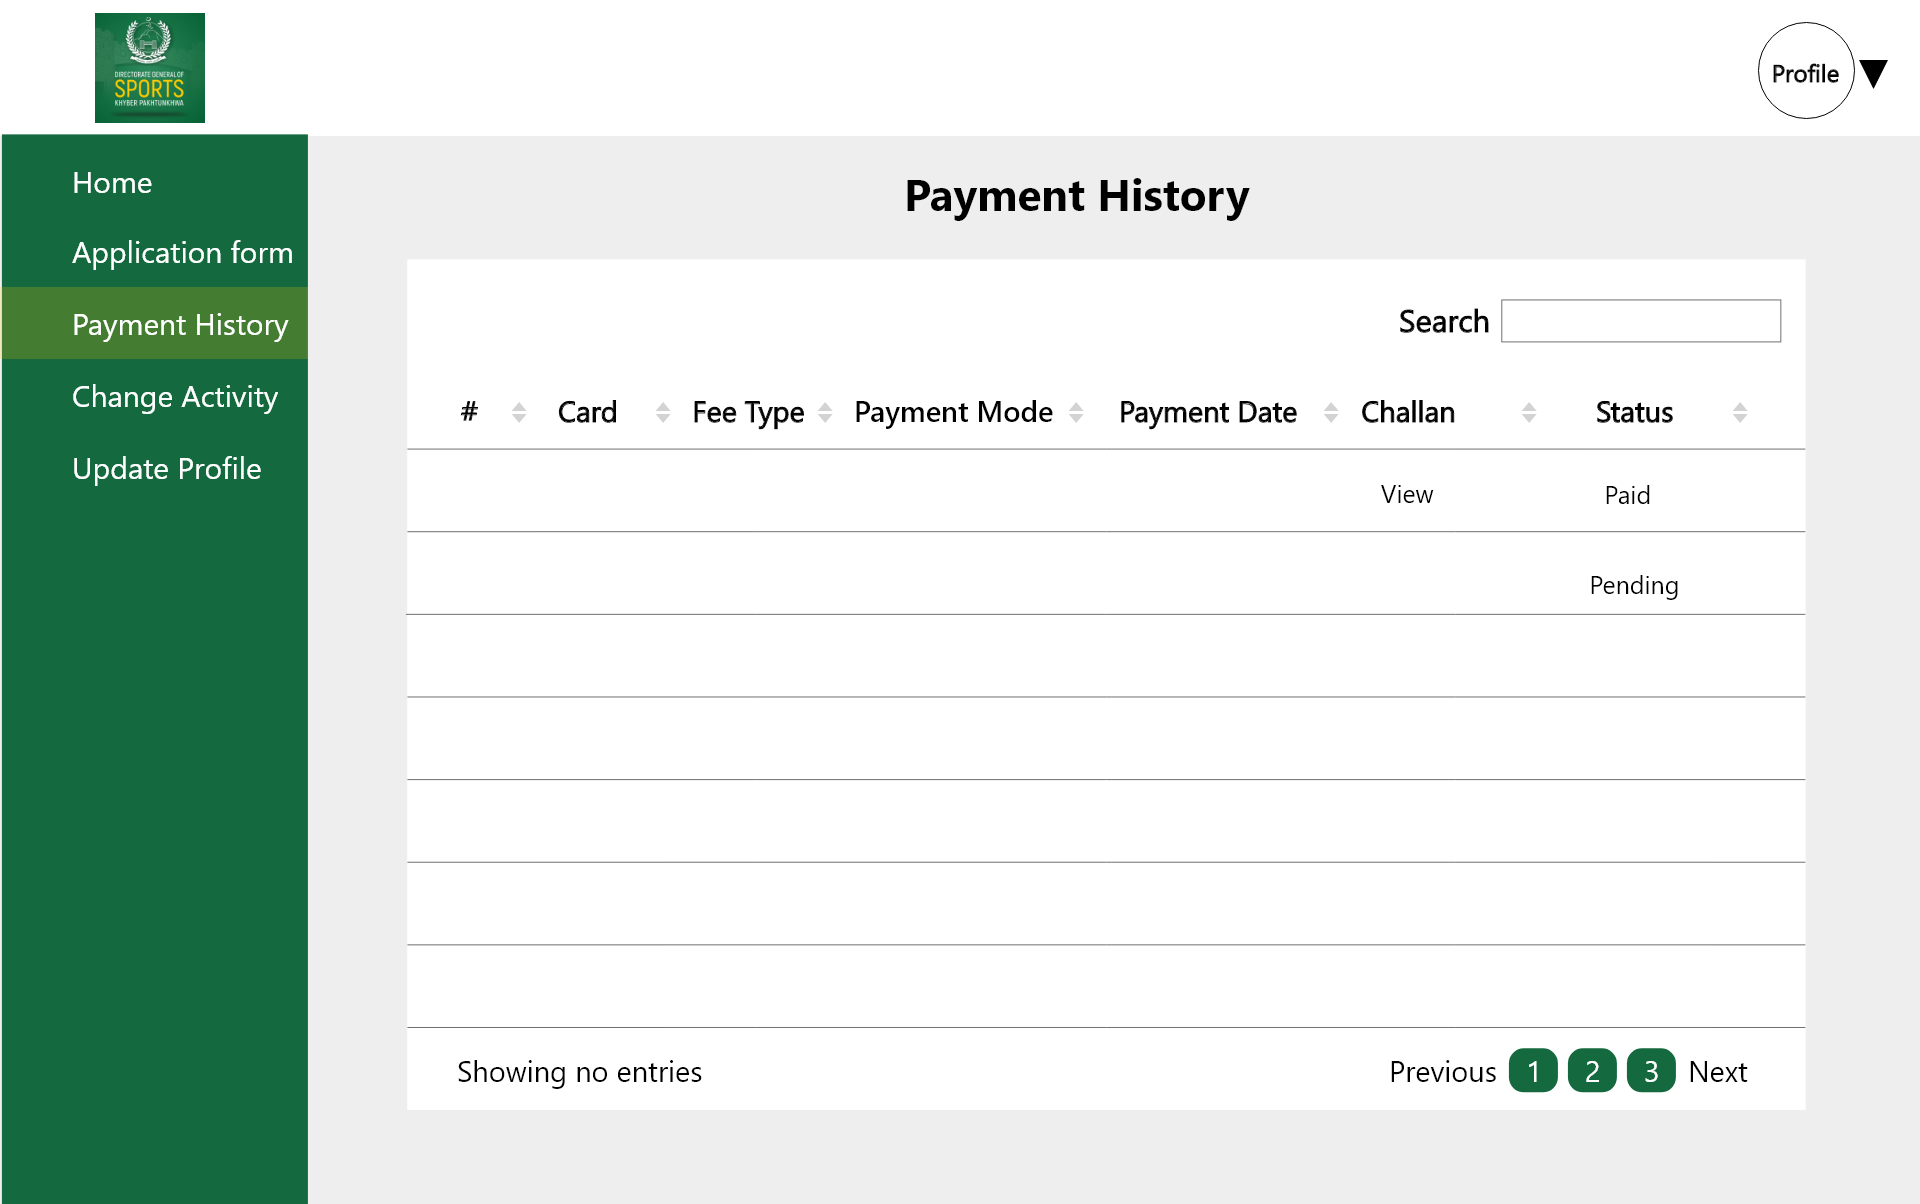 DIRECTORATE GENERAL OF
SPORTS
KHYBER PAKHTUNKHWA
Profile
Home
Application form
Payment History
Change Activity
Update Profile
Payment History
Search
# Card Fee Type Payment Mode Payment Date Challan Status
View Paid
Pending
Showing no entries
Previous 1 2 3 Next